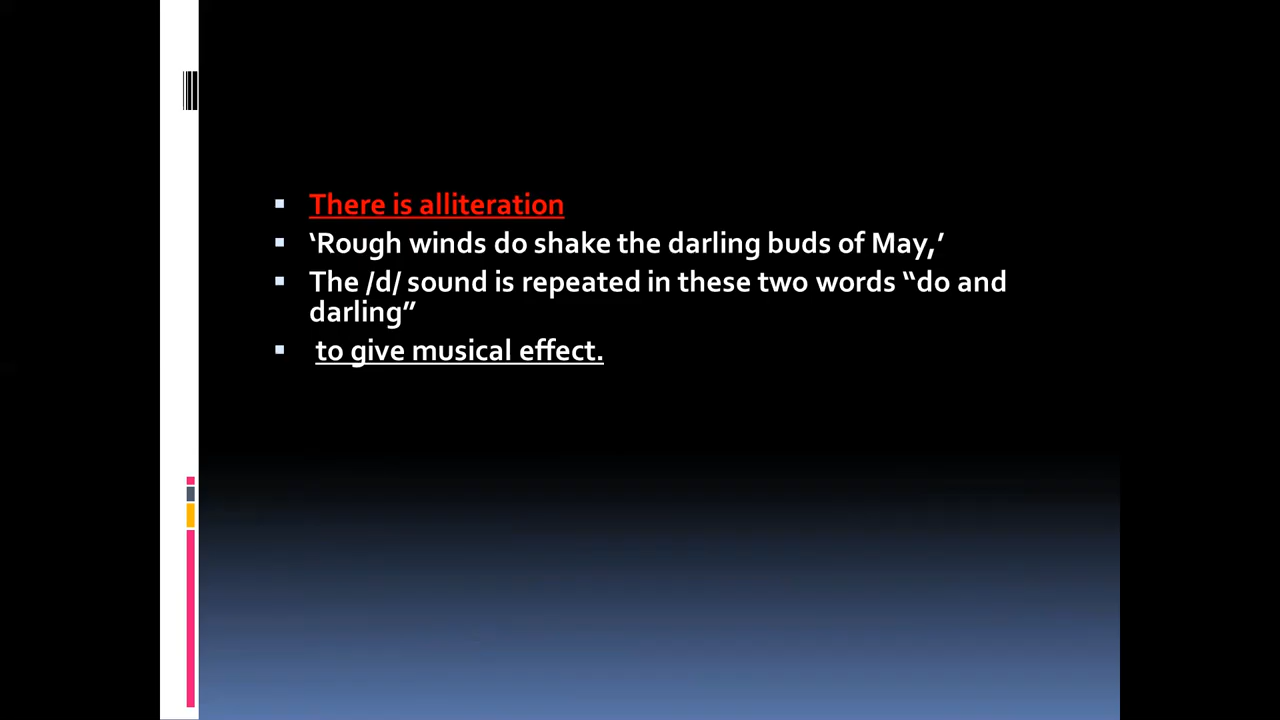 There is alliteration
‘Rough winds do shake the darling buds of May,’
The /d/ sound is repeated in these two words “do and
darling”
to give musical effect.